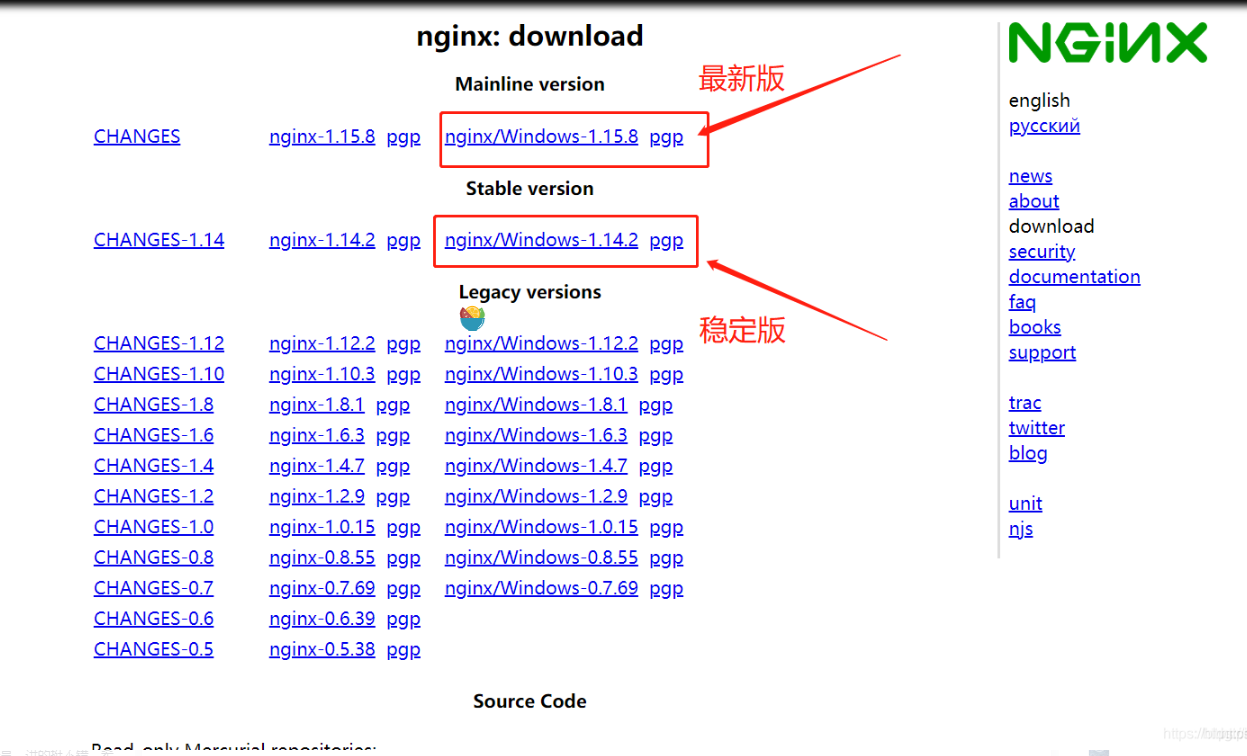 nginx: download
NGINX
Mainline version
最新版
english
русский
CHANGES nginx-1.15.8 pgp nginx/Windows-1.15.8 pgp
Stable version
news
about
download
security
documentation
faq
books
support
trac
twitter
blog
unit
njs
CHANGES-1.14 nginx-1.14.2 pgp nginx/Windows-1.14.2 pgp
Legacy versions
稳定版
CHANGES-1.12 nginx-1.12.2 pgp nginx/Windows-1.12.2 pgp
CHANGES-1.10 nginx-1.10.3 pgp nginx/Windows-1.10.3 pgp
CHANGES-1.8 nginx-1.8.1 pgp nginx/Windows-1.8.1 pgp
CHANGES-1.6 nginx-1.6.3 pgp nginx/Windows-1.6.3 pgp
CHANGES-1.4 nginx-1.4.7 pgp nginx/Windows-1.4.7 pgp
CHANGES-1.2 nginx-1.2.9 pgp nginx/Windows-1.2.9 pgp
CHANGES-1.0 nginx-1.0.15 pgp nginx/Windows-1.0.15 pgp
CHANGES-0.8 nginx-0.8.55 pgp nginx/Windows-0.8.55 pgp
CHANGES-0.7 nginx-0.7.69 pgp nginx/Windows-0.7.69 pgp
CHANGES-0.6 nginx-0.6.39 pgp
CHANGES-0.5 nginx-0.5.38 pgp
Source Code
Read-only Mercurial repositories: